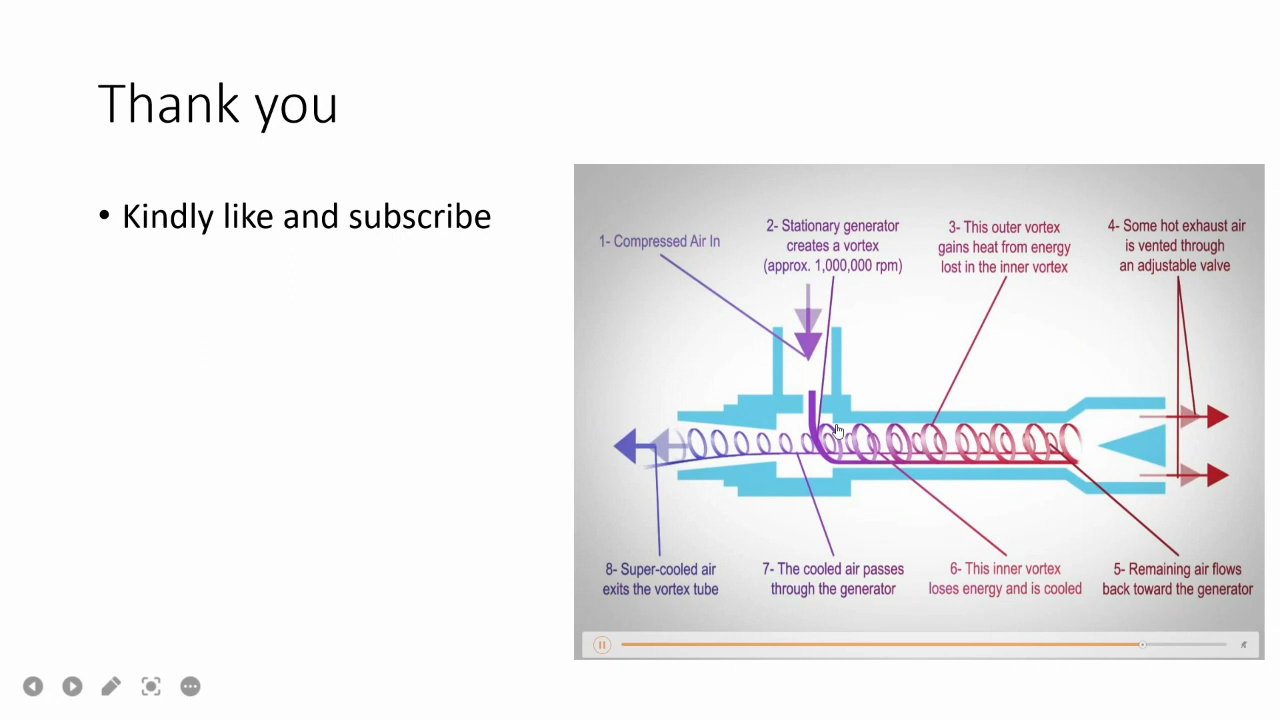 Thank you
• Kindly like and subscribe
1- Compressed Air In
2- Stationary generator
creates a vortex
(approx. 1,000,000 rpm)
3- This outer vortex
gains heat from energy
lost in the inner vortex
4- Some hot exhaust air
is vented through
an adjustable valve
8- Super-cooled air
exits the vortex tube
7- The cooled air passes
through the generator
6- This inner vortex
loses energy and is cooled
5- Remaining air flows
back toward the generator